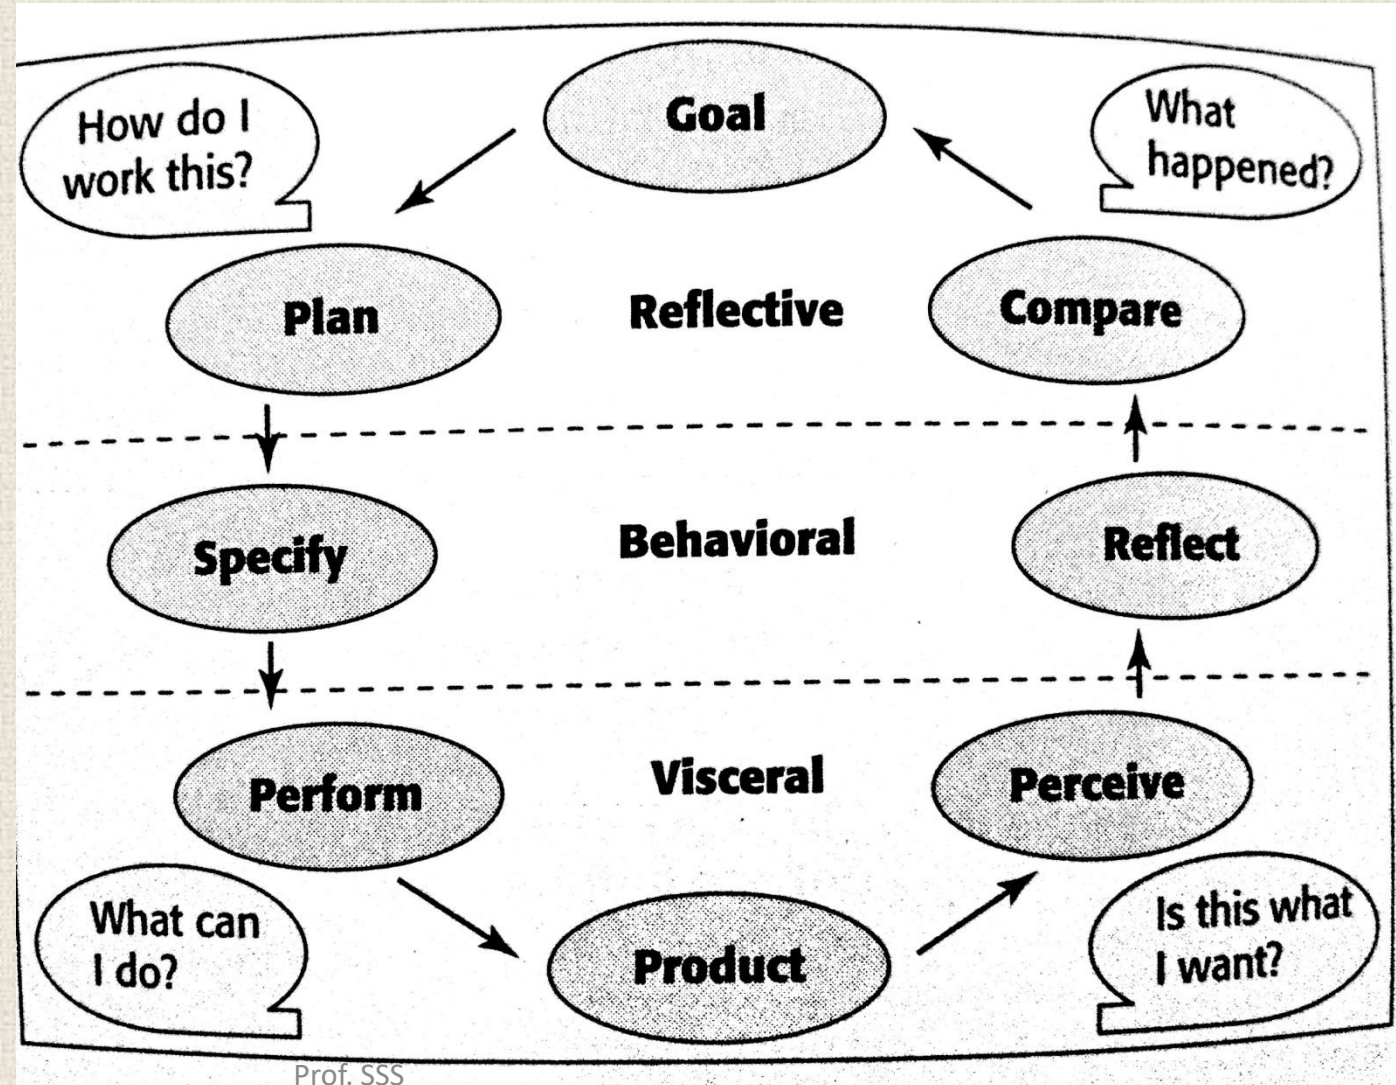 How do I
work this?
Goal
What
happened?
Plan
Reflective
Compare
Specify
Behavioral
Reflect
Perform
Visceral
Perceive
What can
I do?
Product
Is this what
I want?
Prof. SSS